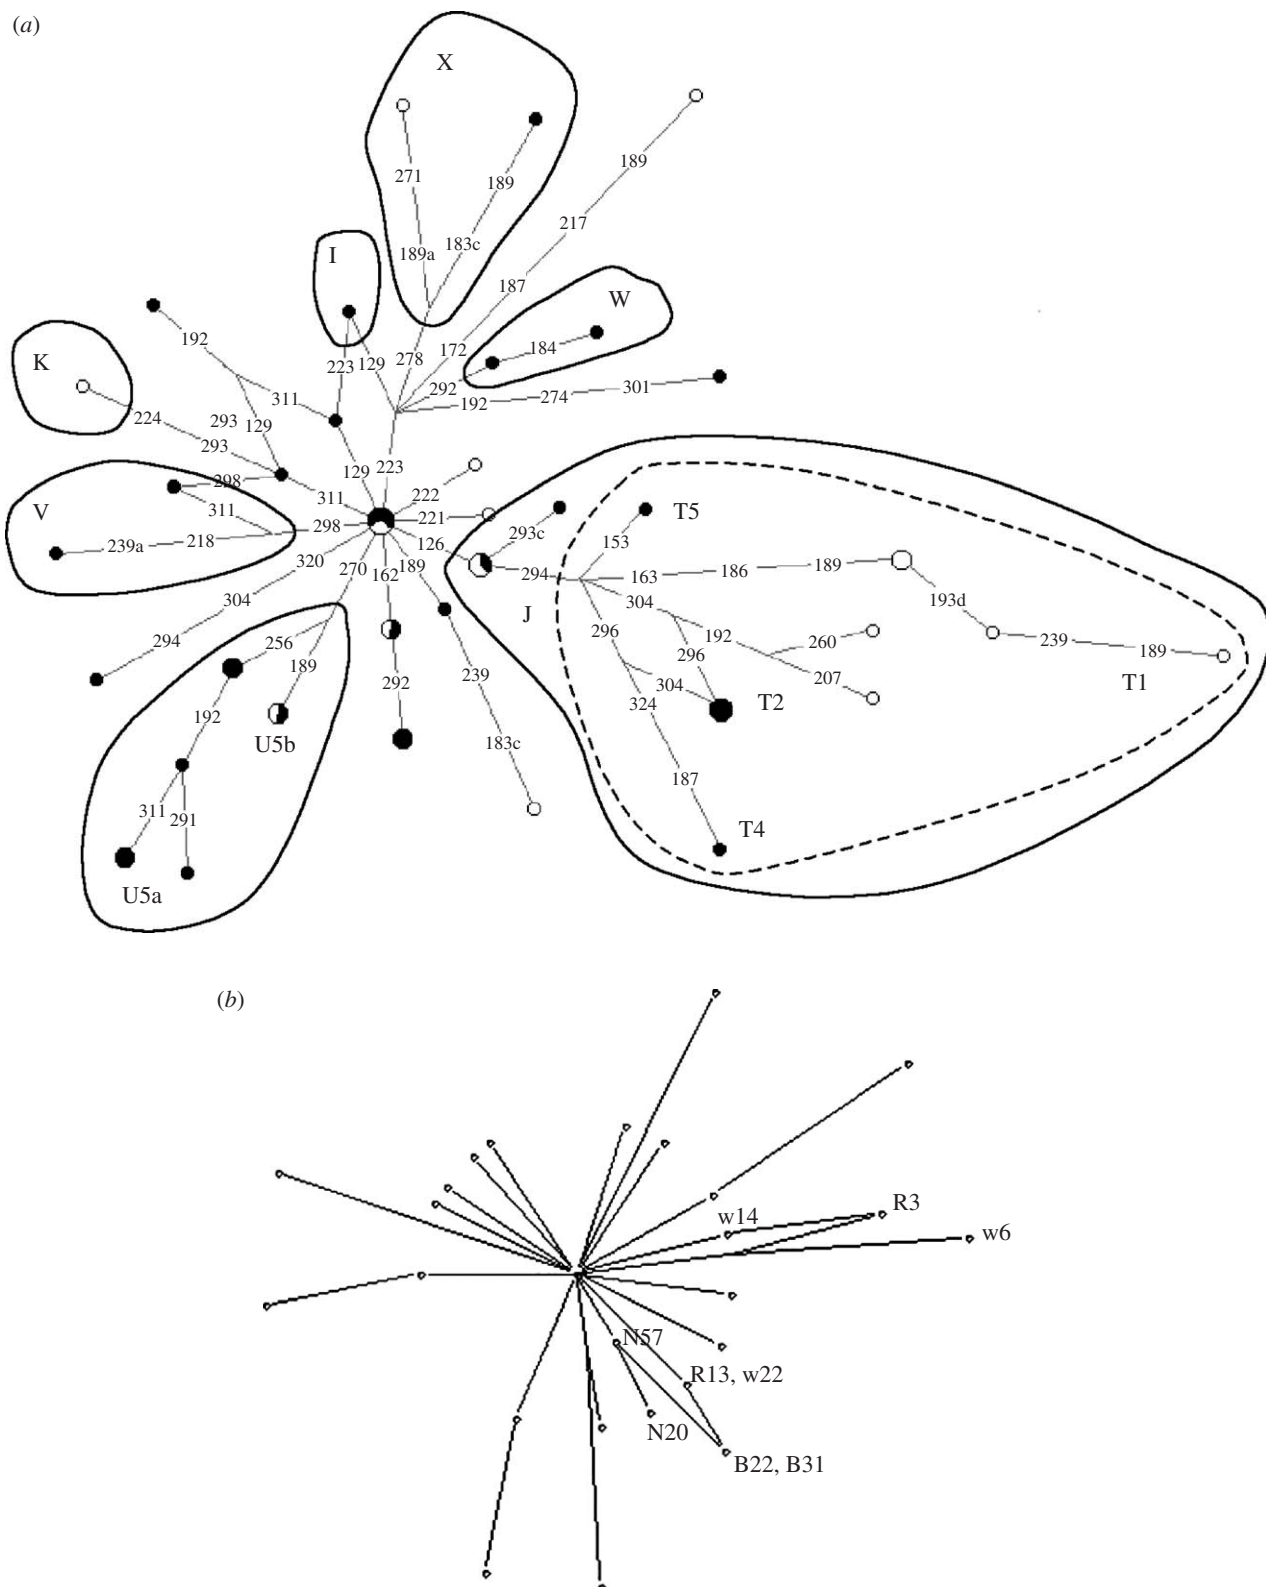 (a)
X
189
271
189
217
189a
183c
I
187
W
192
223
129
278
172
184
K
292
301
274
311
192
224
293
129
293
129
223
222
T5
298
311
293c
V
311
298
221
153
126
239a
218
294
163
186
189
320
270
162
189
304
193d
304
J
192
260
239
189
294
256
296
296
207
T1
189
239
304
292
324
T2
192
U5b
183c
187
311
291
T4
U5a
(b)
R3
w14
w6
N57
R13, w22
N20
B22, B31